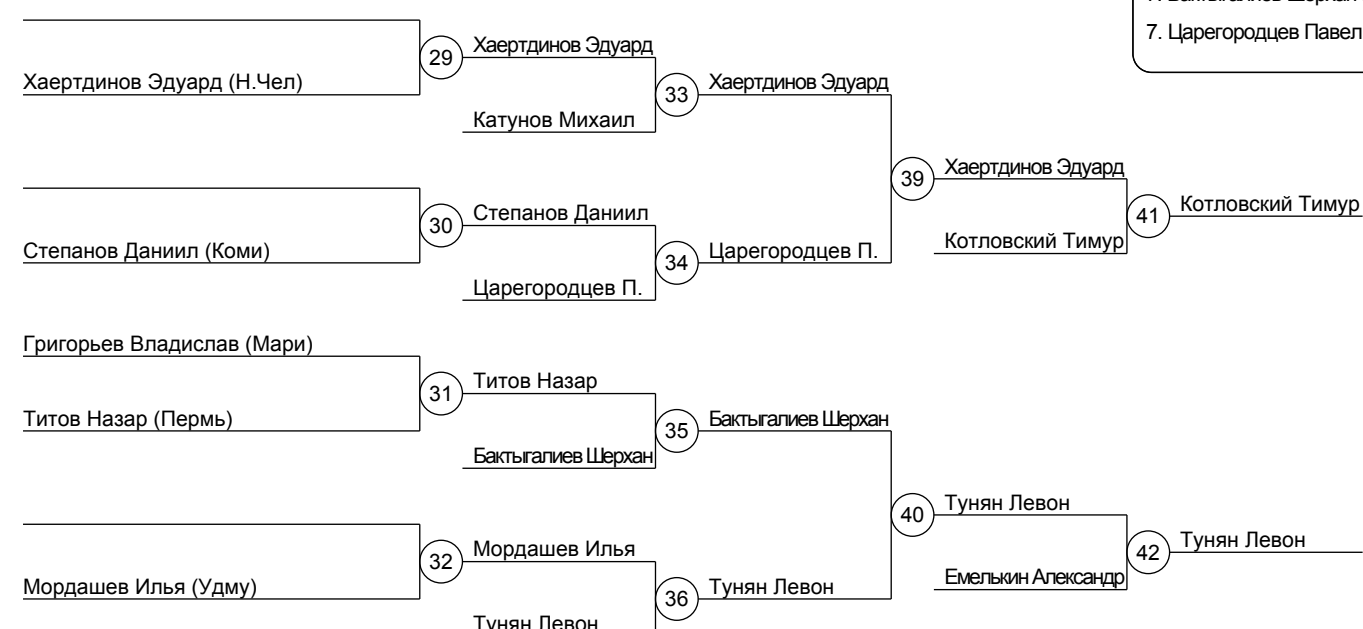 7. Бактыгалиев Шерхан
7. Царегородцев Павел
Хаертдинов Эдуард (Н.Чел)
29
Хаертдинов Эдуард
Катунов Михаил
33
Хаертдинов Эдуард
Степанов Даниил (Коми)
30
Степанов Даниил
Царегородцев П.
34
Царегородцев П.
39
Хаертдинов Эдуард
Котловский Тимур
41
Котловский Тимур
Григорьев Владислав (Мари)
Титов Назар (Пермь)
31
Титов Назар
Бактыгалиев Шерхан
35
Бактыгалиев Шерхан
Мордашев Илья (Удму)
32
Мордашев Илья
Тунян Левон
36
Тунян Левон
40
Тунян Левон
Емелькин Александр
42
Тунян Левон